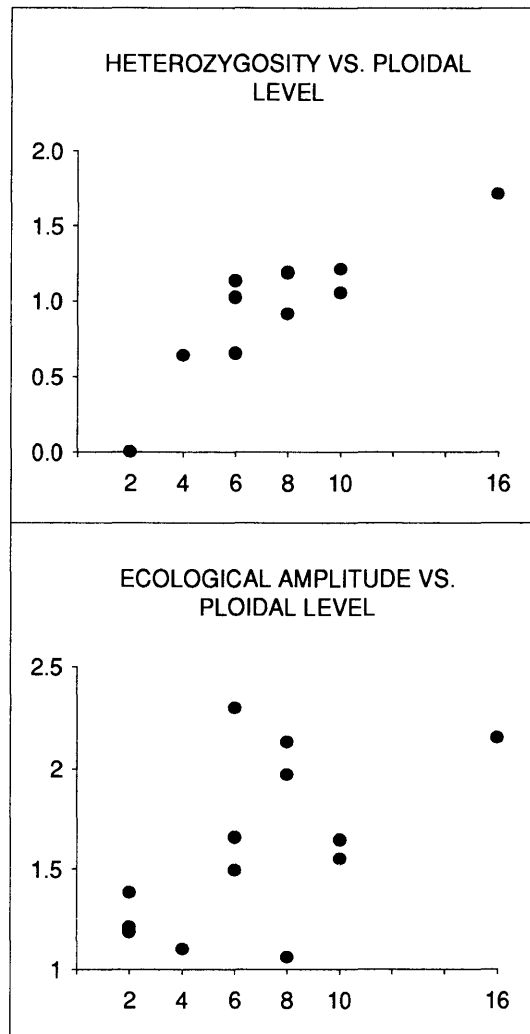 HETEROZYGOSITY VS. PLOIDAL
LEVEL
2.0
1.5
1.0
0.5
0.0
2 4 6 8 10 16
ECOLOGICAL AMPLITUDE VS.
PLOIDAL LEVEL
2.5
2
1.5
1
2 4 6 8 10 16